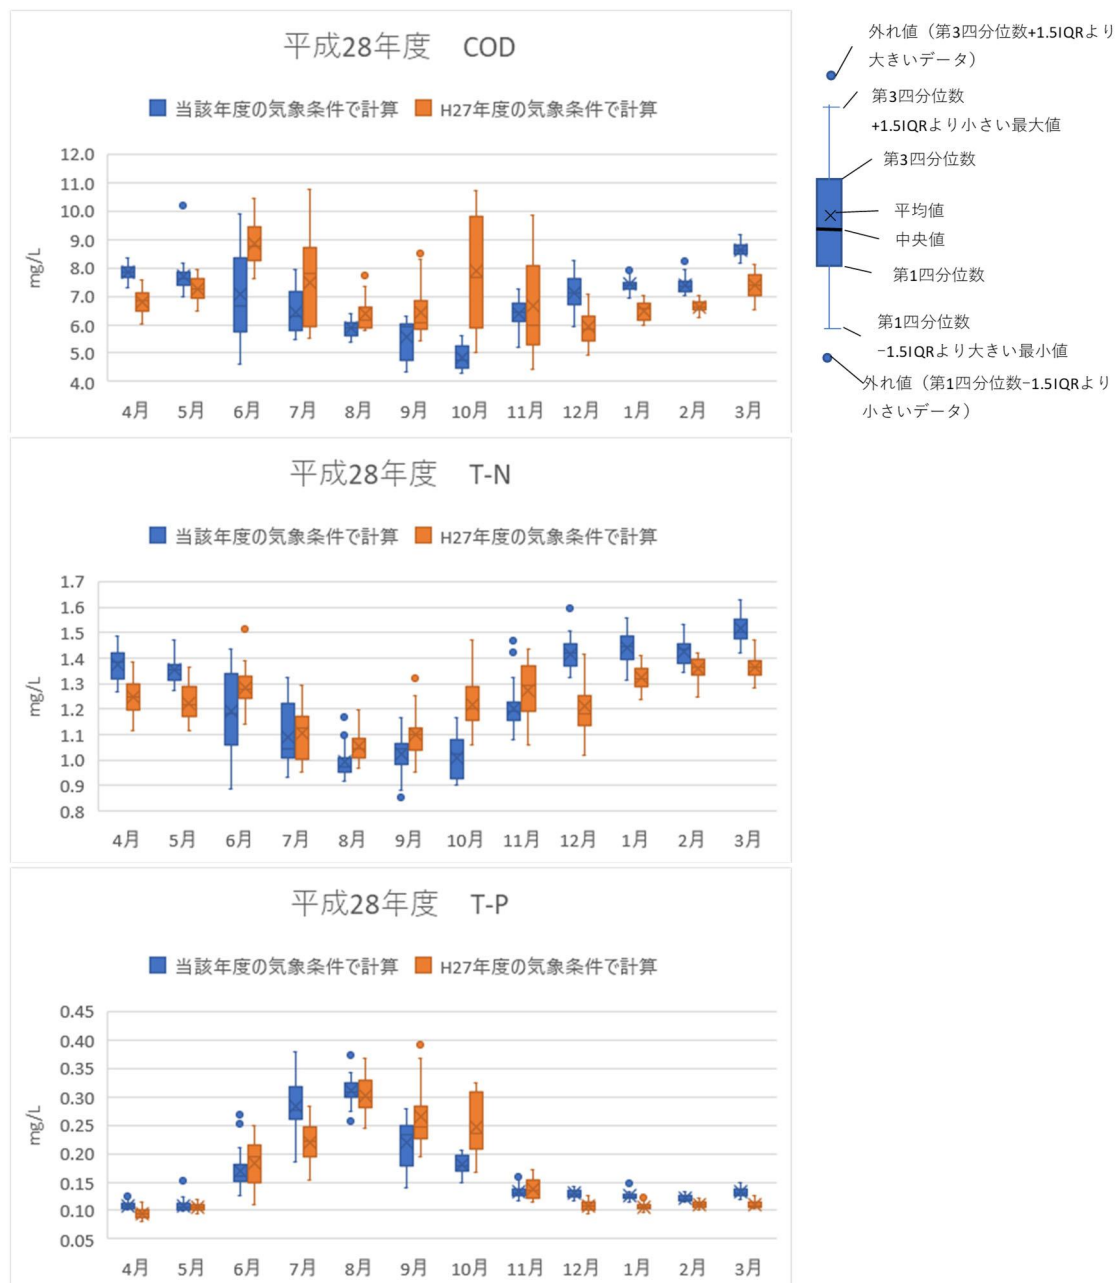 平成28年度 COD
当該年度の気象条件で計算 H27年度の気象条件で計算
mg/L
12.0
11.0
10.0
9.0
8.0
7.0
6.0
5.0
4.0
4月 5月 6月 7月 8月 9月 10月 11月 12月 1月 2月 3月
外れ値（第3四分位数+1.5IQRより
大きいデータ）
第3四分位数
+1.5IQRより小さい最大値
第3四分位数
平均値
中央値
第1四分位数
第1四分位数
−1.5IQRより大きい最小値
外れ値（第1四分位数−1.5IQRより
小さいデータ）
平成28年度 T-N
当該年度の気象条件で計算 H27年度の気象条件で計算
mg/L
1.7
1.6
1.5
1.4
1.3
1.2
1.1
1.0
0.9
0.8
4月 5月 6月 7月 8月 9月 10月 11月 12月 1月 2月 3月
平成28年度 T-P
当該年度の気象条件で計算 H27年度の気象条件で計算
mg/L
0.45
0.40
0.35
0.30
0.25
0.20
0.15
0.10
0.05
4月 5月 6月 7月 8月 9月 10月 11月 12月 1月 2月 3月